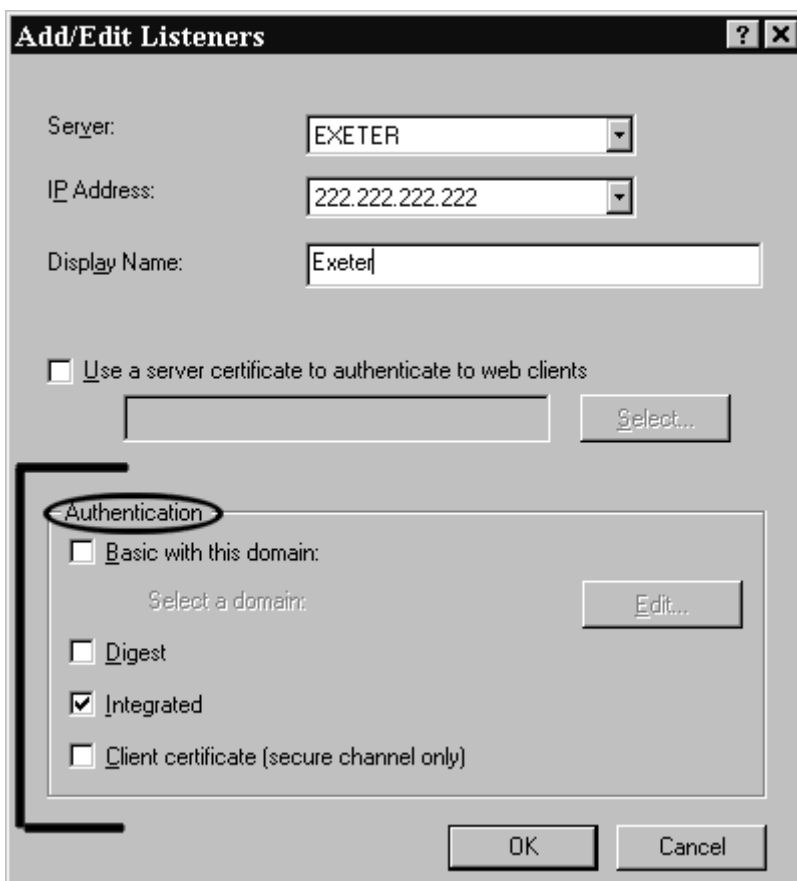 Add/Edit Listeners
Server:
EXETER
IP Address:
222.222.222.222
Display Name:
Exeter
Use a server certificate to authenticate to web clients
Select...
Authentication
Basic with this domain:
Select a domain:
Edit...
Digest
Integrated
Client certificate (secure channel only)
OK
Cancel